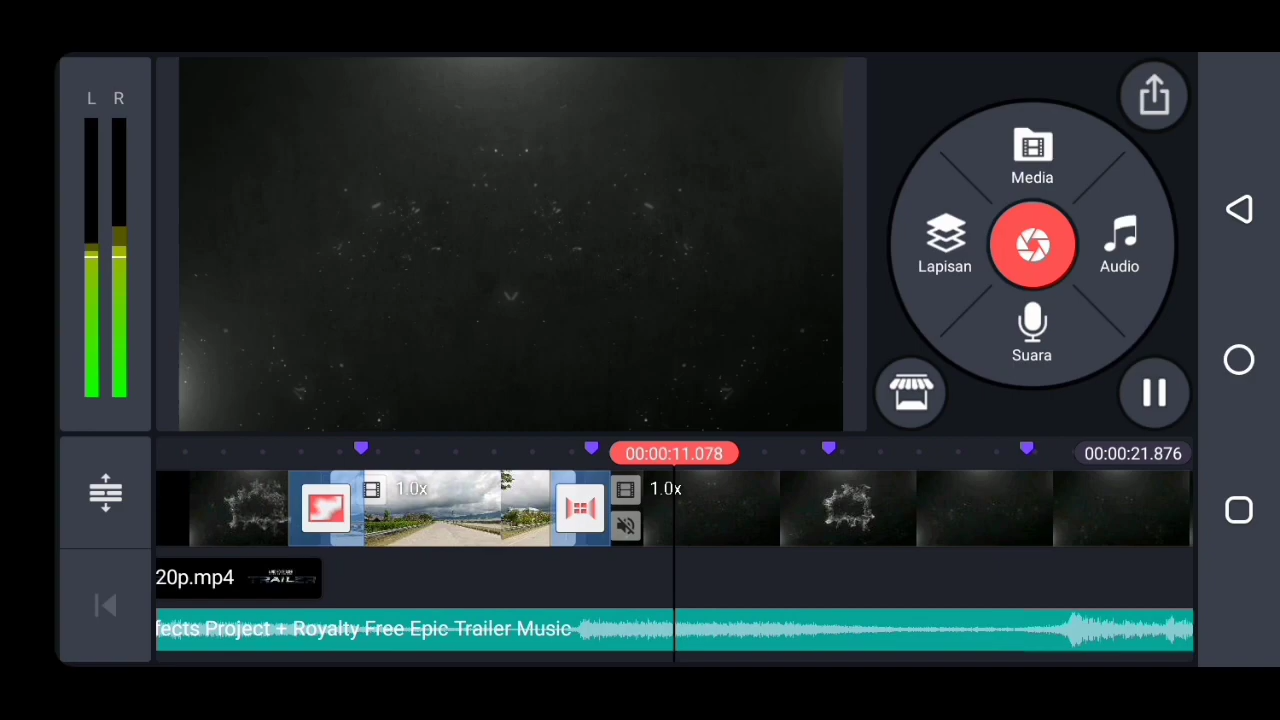 L R
Media
Lapisan
Audio
Suara
00:00:11.078
00:00:21.876
1.0x
1.0x
20p.mp4
TRAILER
fects Project + Royalty Free Epic Trailer Music